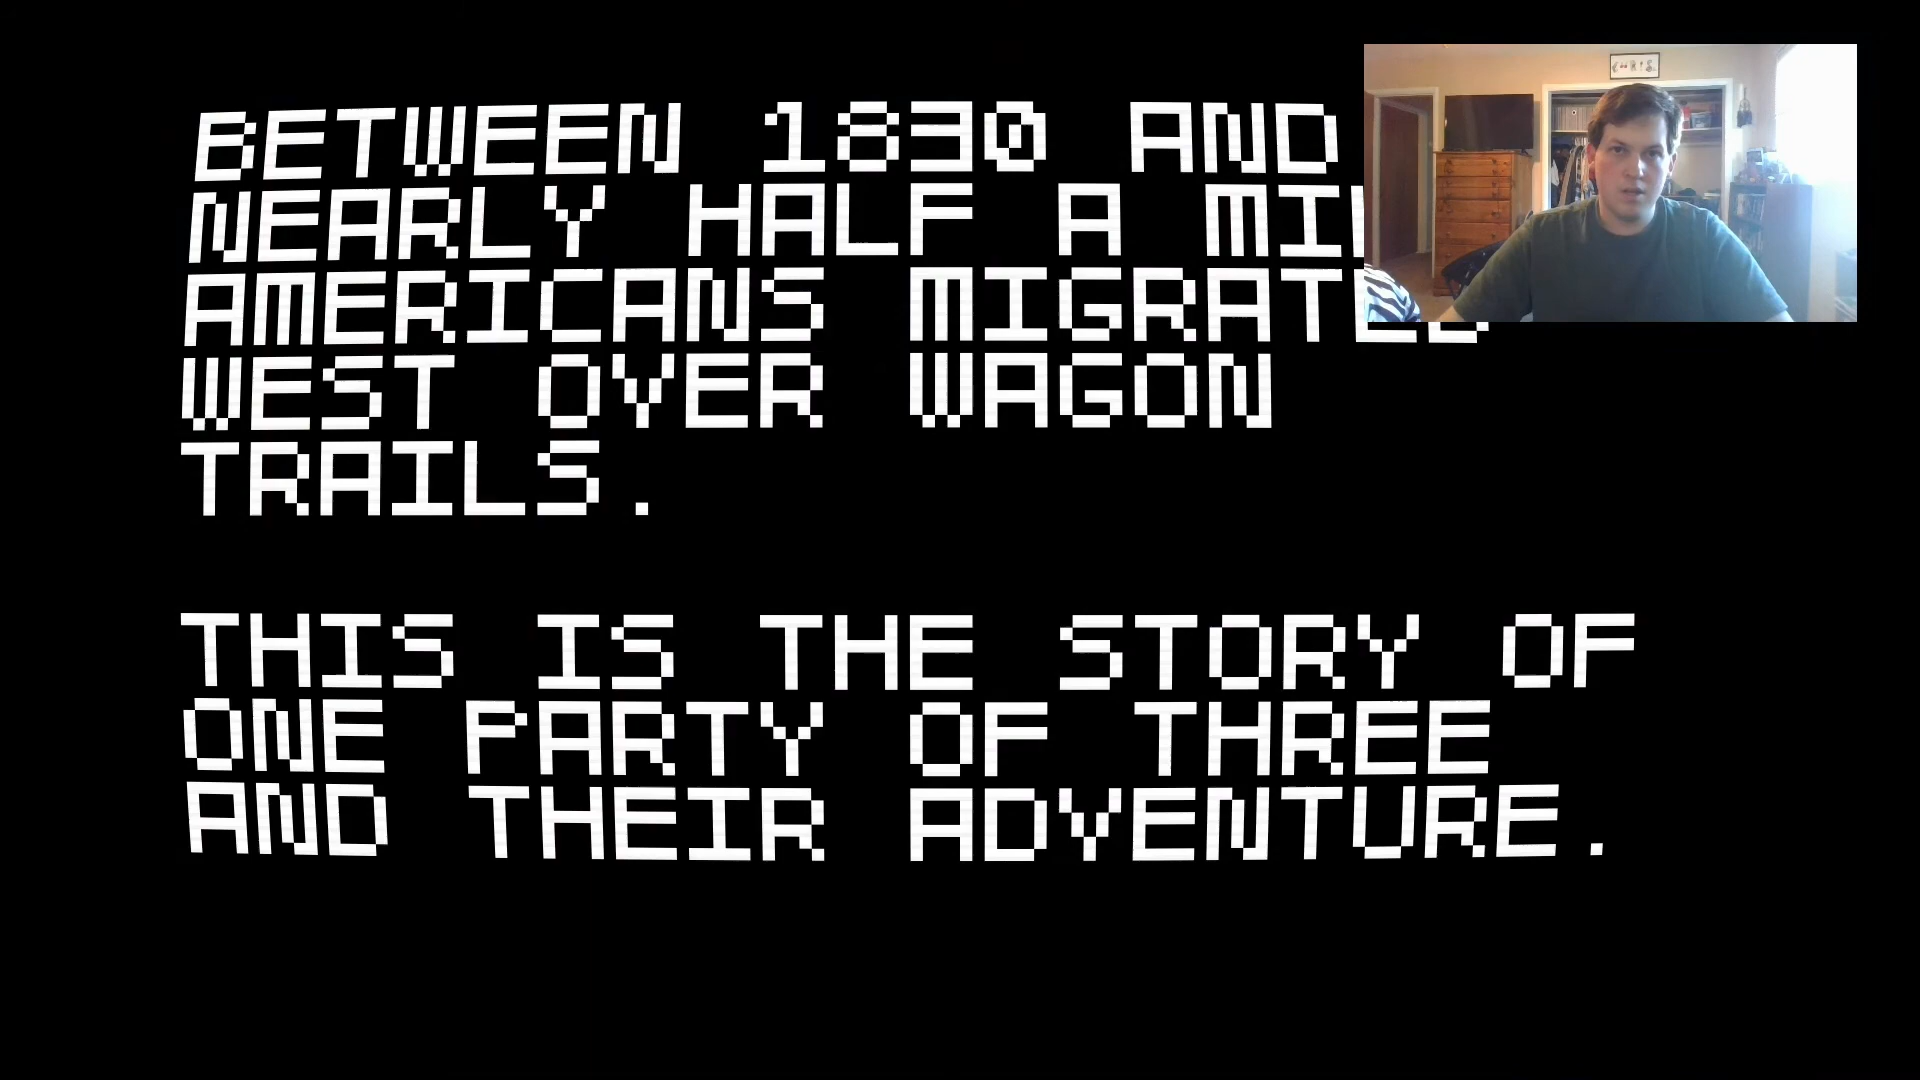 BETWEEN 1830 AND
NEARLY HALF A
AMERICANS MIGRATED
WEST OVER WAGON
TRAILS.
THIS IS THE STORY OF
ONE PARTY OF THREE
AND THEIR ADVENTURE.